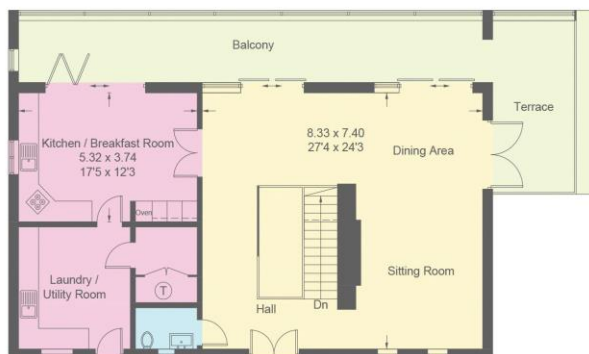 Balcony
Terrace
Kitchen / Breakfast Room
5.32 x 3.74
17'5 x 12'3
8.33 x 7.40
27'4 x 24'3
Dining Area
Oven
Laundry /
Utility Room
T
Sitting Room
Hall
Dn